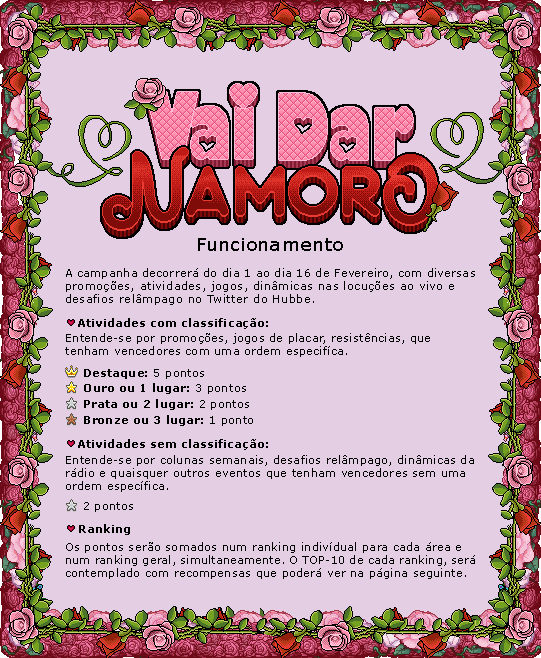 Vai Dar
NAMORO
Funcionamento
A campanha decorrerá do dia 1 ao dia 16 de Fevereiro, com diversas
promoções, atividades, jogos, dinâmicas nas locuções ao vivo e
desafios relâmpago no Twitter do Hubbe.
Atividades com classificação:
Entende-se por promoções, jogos de placar, resistências, que
tenham vencedores com uma ordem especifíca.
Destaque: 5 pontos
Ouro ou 1 lugar: 3 pontos
Prata ou 2 lugar: 2 pontos
Bronze ou 3 lugar: 1 ponto
Atividades sem classificação:
Entende-se por colunas semanais, desafios relâmpago, dinâmicas da
rádio e quaisquer outros eventos que tenham vencedores sem uma
ordem específica.
2 pontos
Ranking
Os pontos serão somados num ranking indivídual para cada área e
num ranking geral, simultaneamente. O TOP-10 de cada ranking, será
contemplado com recompensas que poderá ver na página seguinte.